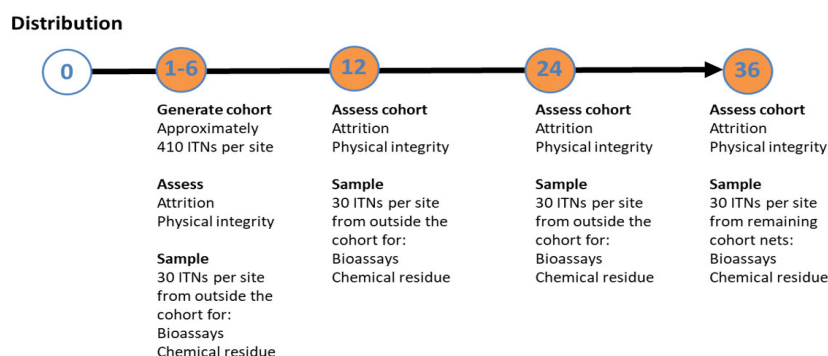 Distribution
0
1-6
12
24
36
Generate cohort
Approximately
410 ITNs per site
Assess
Attrition
Physical integrity
Sample
30 ITNs per site
from outside the
cohort for:
Bioassays
Chemical residue
Assess cohort
Attrition
Physical integrity
Sample
30 ITNs per site
from outside the
cohort for:
Bioassays
Chemical residue
Assess cohort
Attrition
Physical integrity
Sample
30 ITNs per site
from outside the
cohort for:
Bioassays
Chemical residue
Assess cohort
Attrition
Physical integrity
Sample
30 ITNs per site
from remaining
cohort nets:
Bioassays
Chemical residue